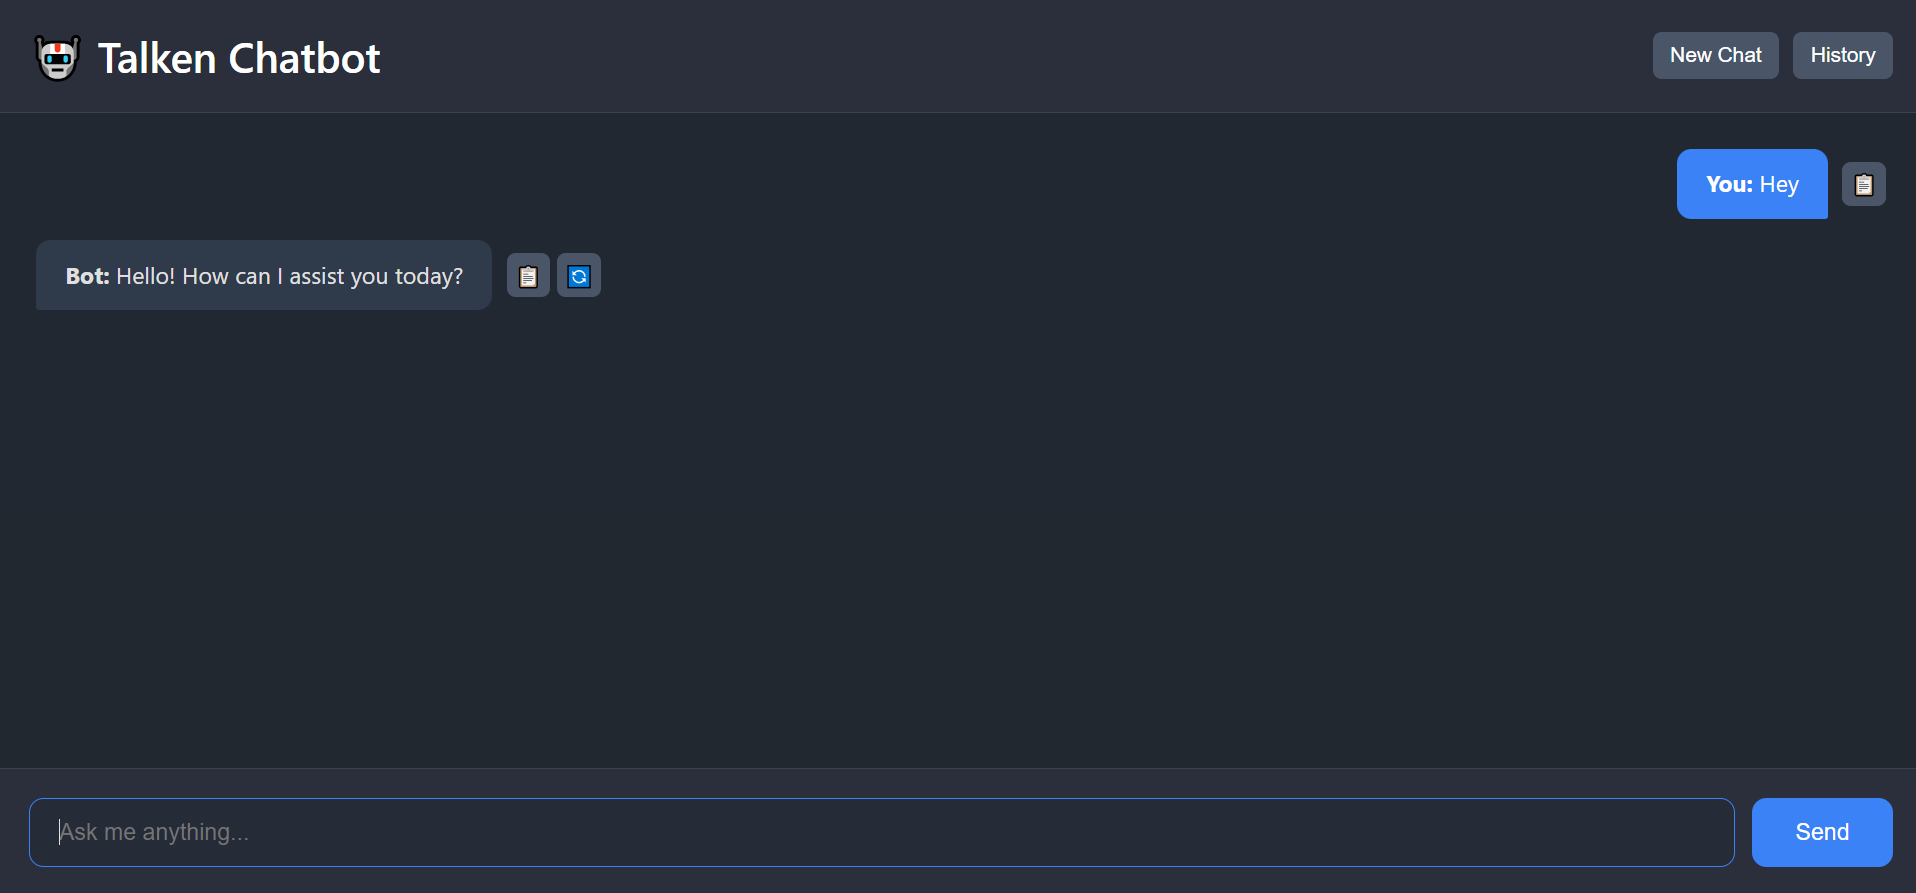 Talken Chatbot
New Chat
History
You: Hey
Bot: Hello! How can I assist you today?
Ask me anything...
Send